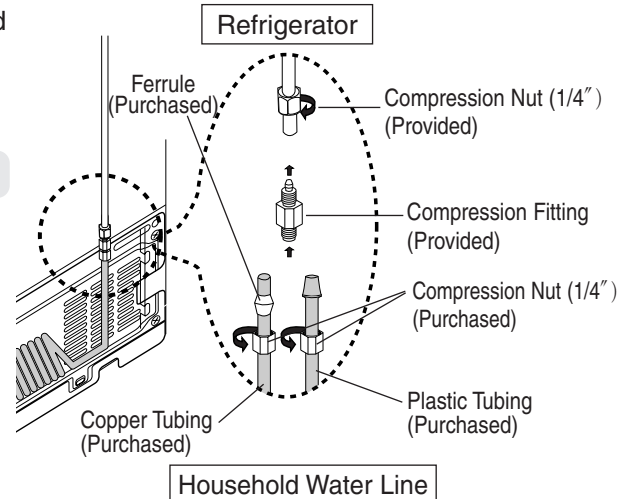 d
Refrigerator
Ferrule
(Purchased)
Compression Nut (1/4″)
(Provided)
Compression Fitting
(Provided)
Compression Nut (1/4″)
(Purchased)
Copper Tubing
(Purchased)
Plastic Tubing
(Purchased)
Household Water Line